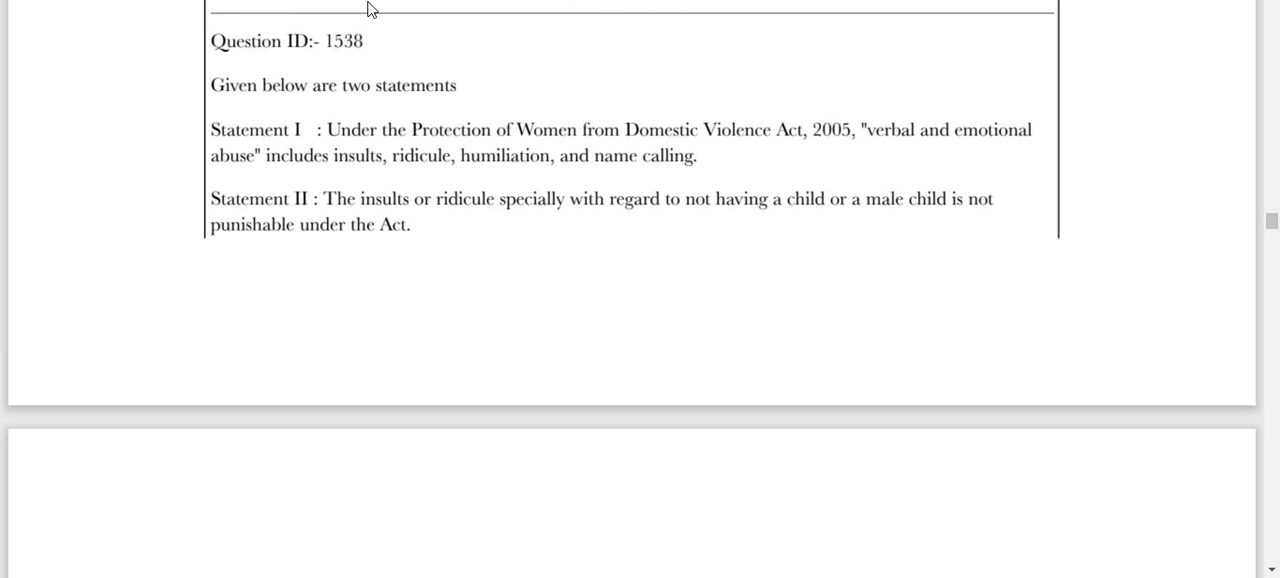 Question ID:- 1538
Given below are two statements
Statement I : Under the Protection of Women from Domestic Violence Act, 2005, "verbal and emotional
abuse" includes insults, ridicule, humiliation, and name calling.
Statement II : The insults or ridicule specially with regard to not having a child or a male child is not
punishable under the Act.